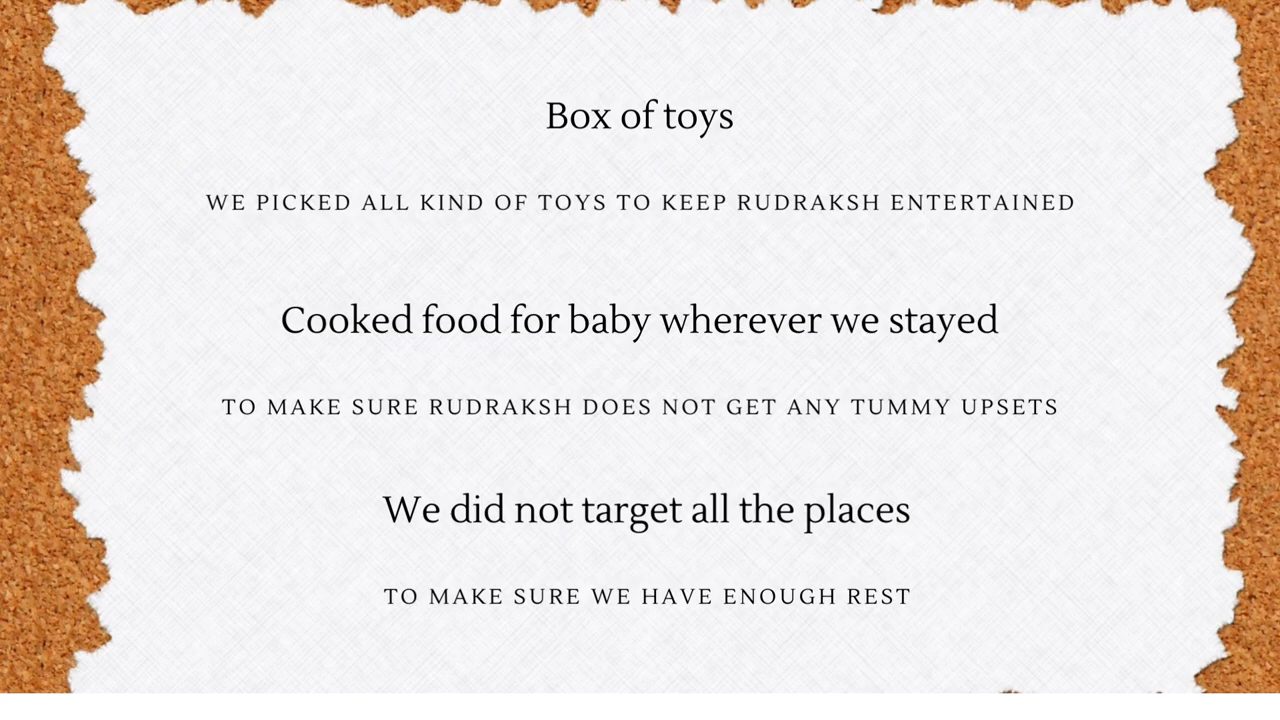 Box of toys
WE PICKED ALL KIND OF TOYS TO KEEP RUDRAKSH ENTERTAINED
Cooked food for baby wherever we stayed
TO MAKE SURE RUDRAKSH DOES NOT GET ANY TUMMY UPSETS
We did not target all the places
TO MAKE SURE WE HAVE ENOUGH REST